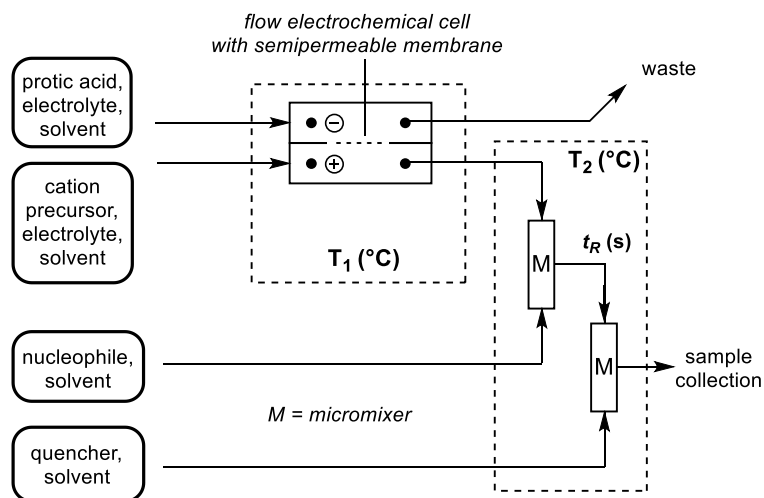 flow electrochemical cell
with semipermeable membrane
waste
protic acid,
electrolyte,
solvent
−
+
cation
precursor,
electrolyte,
solvent
T₁ (°C)
T₂ (°C)
M
tR (s)
nucleophile,
solvent
M
sample
collection
M = micromixer
quencher,
solvent